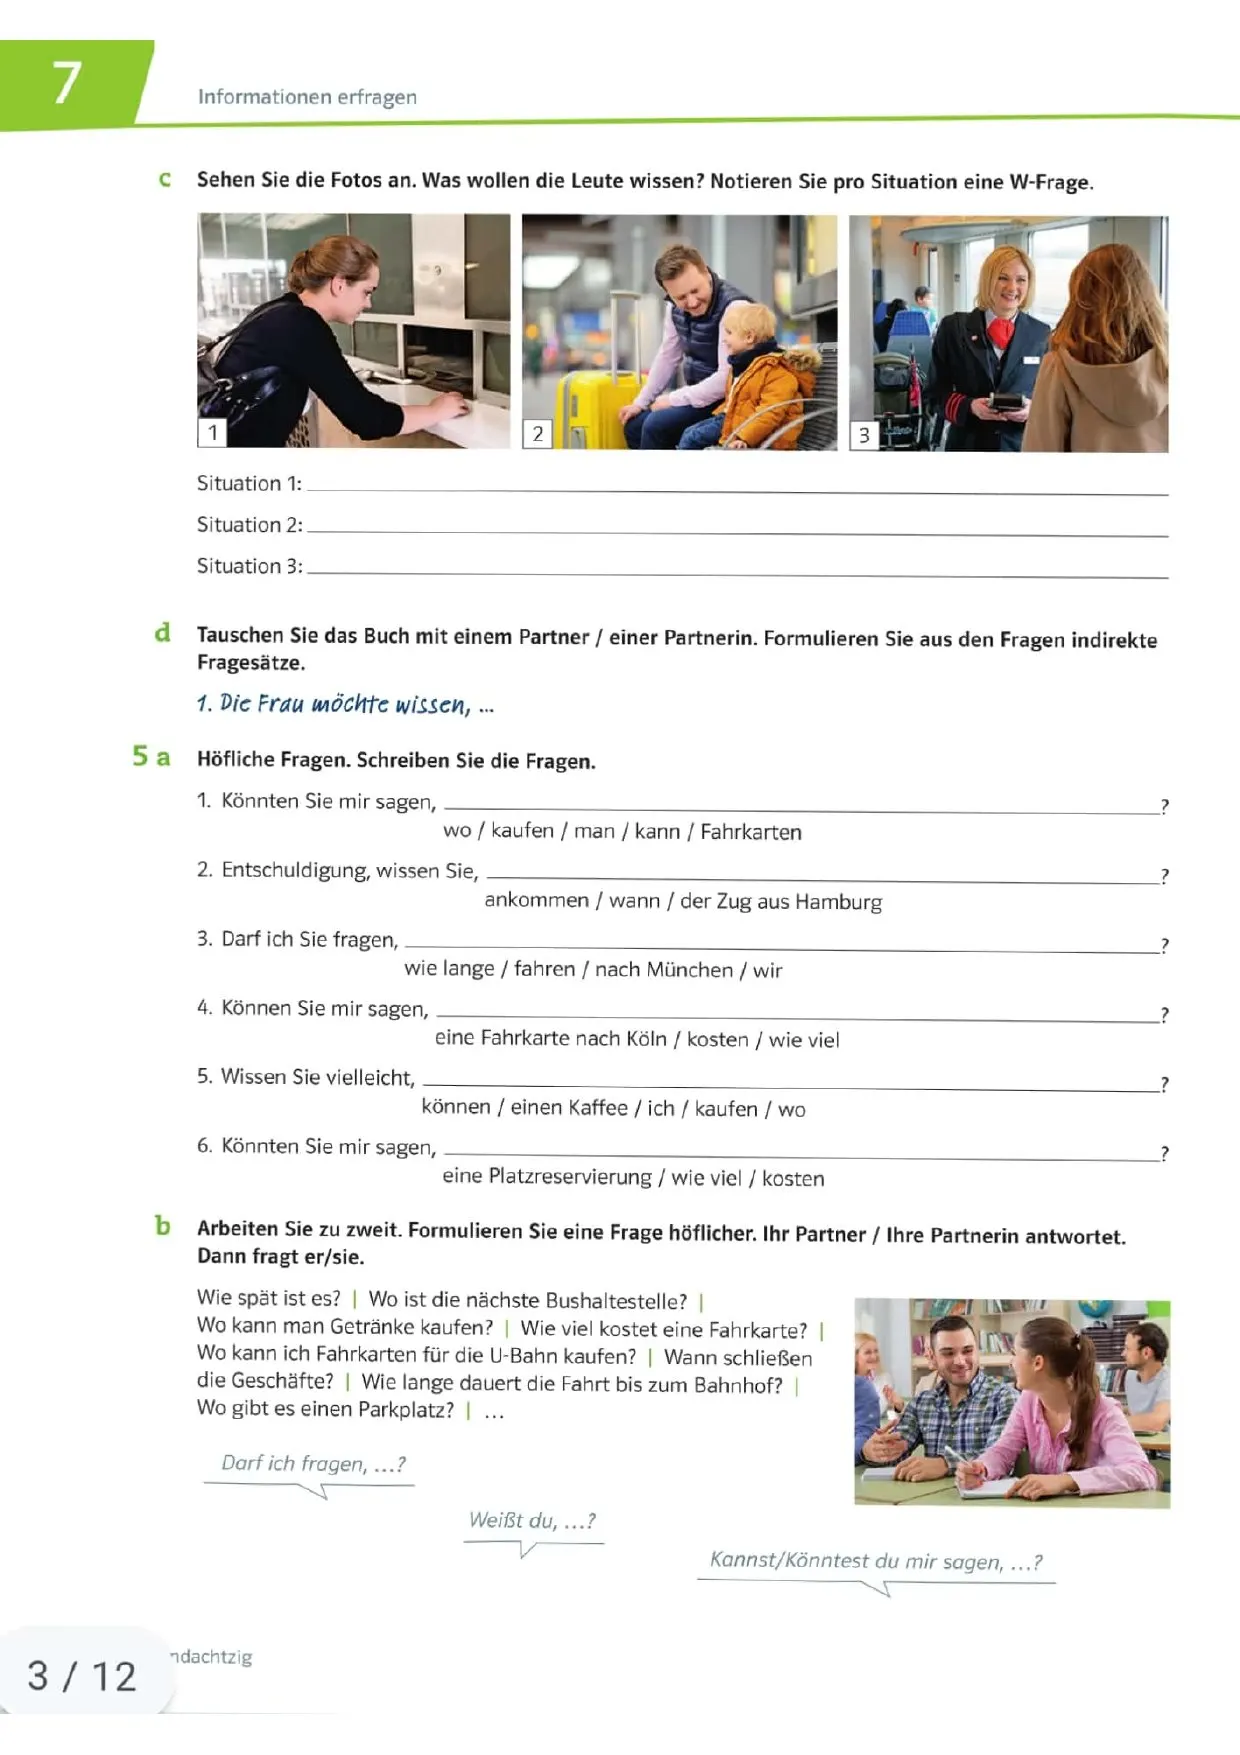 7
Informationen erfragen
c Sehen Sie die Fotos an. Was wollen die Leute wissen? Notieren Sie pro Situation eine W-Frage.
1 2 3
Situation 1:
Situation 2:
Situation 3:
d Tauschen Sie das Buch mit einem Partner / einer Partnerin. Formulieren Sie aus den Fragen indirekte
Fragesätze.
1. Die Frau möchte wissen, ...
5 a Höfliche Fragen. Schreiben Sie die Fragen.
1. Könnten Sie mir sagen, ?
wo / kaufen / man / kann / Fahrkarten
2. Entschuldigung, wissen Sie, ?
ankommen / wann / der Zug aus Hamburg
3. Darf ich Sie fragen, ?
wie lange / fahren / nach München / wir
4. Können Sie mir sagen, ?
eine Fahrkarte nach Köln / kosten / wie viel
5. Wissen Sie vielleicht, ?
können / einen Kaffee / ich / kaufen / wo
6. Könnten Sie mir sagen, ?
eine Platzreservierung / wie viel / kosten
b Arbeiten Sie zu zweit. Formulieren Sie eine Frage höflicher. Ihr Partner / Ihre Partnerin antwortet.
Dann fragt er/sie.
Wie spät ist es? | Wo ist die nächste Bushaltestelle? |
Wo kann man Getränke kaufen? | Wie viel kostet eine Fahrkarte? |
Wo kann ich Fahrkarten für die U-Bahn kaufen? | Wann schließen
die Geschäfte? | Wie lange dauert die Fahrt bis zum Bahnhof? |
Wo gibt es einen Parkplatz? | ...
Darf ich fragen, ...?
Weißt du, ...?
Kannst/Könntest du mir sagen, ...?
ndachtzig
3 / 12